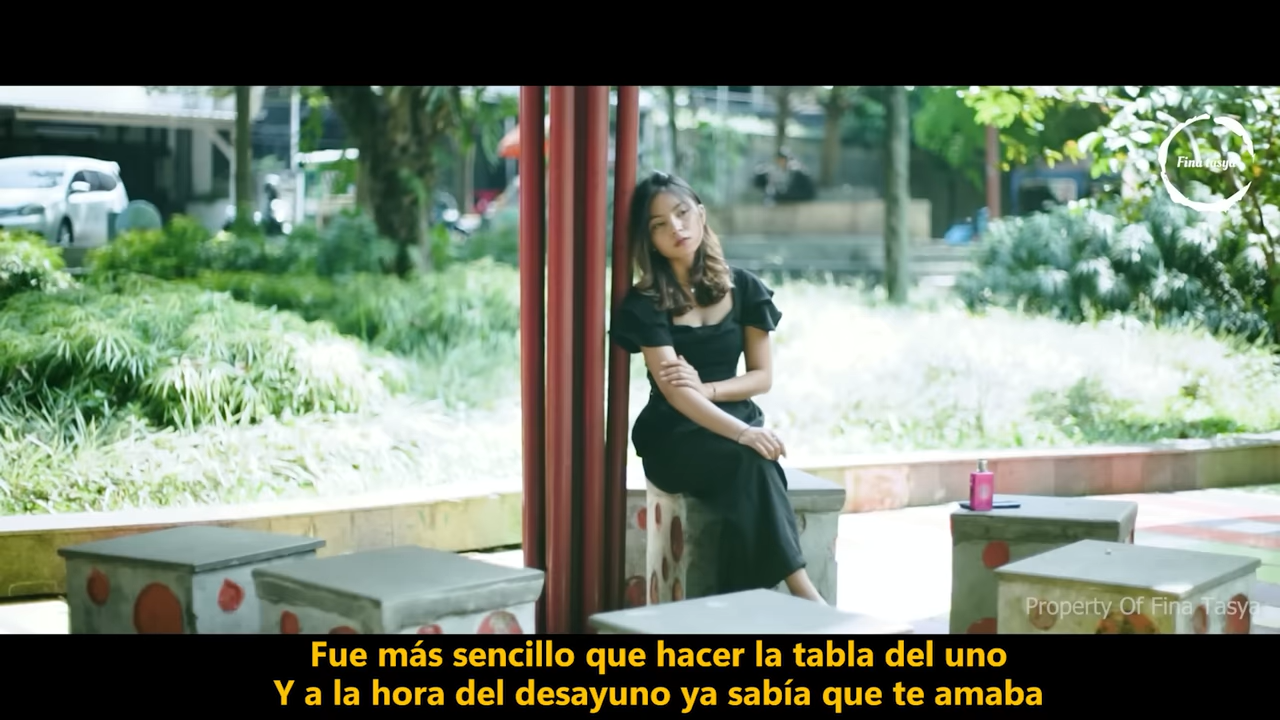 Fina tasya
Property Of Fina Tasya
Fue más sencillo que hacer la tabla del uno
Y a la hora del desayuno ya sabía que te amaba